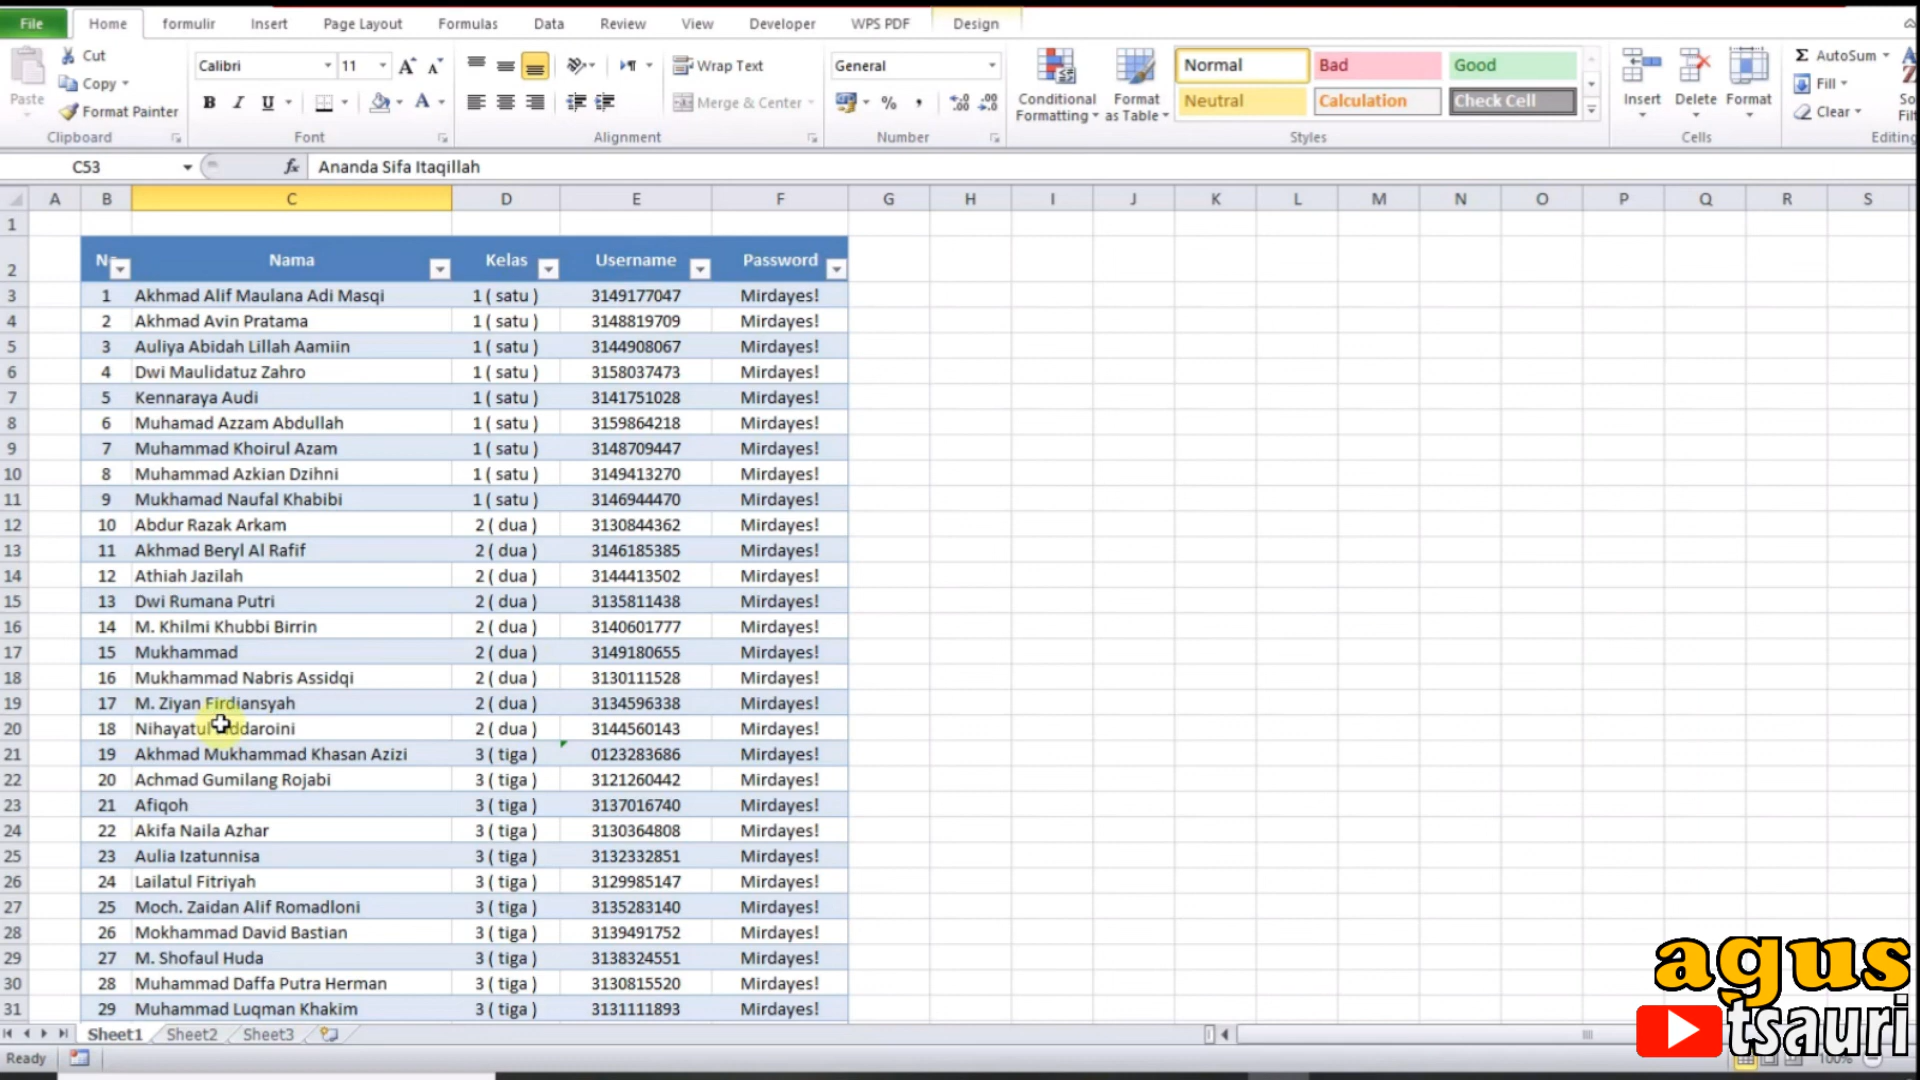 File Home formulir Insert Page Layout Formulas Data Review View Developer WPS PDF Design
Cut
Copy
Format Painter
Paste
Clipboard
Calibri 11
B I U
Font
Wrap Text
Merge & Center
Alignment
General
%
Number
Conditional Formatting
Format as Table
Normal Bad Good
Neutral Calculation Check Cell
Styles
Insert Delete Format
Cells
Σ AutoSum
Fill
Clear
Editing
C53 fx Ananda Sifa Itaqillah
A B C D E F G H I J K L M N O P Q R S
1
2 Nama Kelas Username Password
3 1 Akhmad Alif Maulana Adi Masqi 1 ( satu ) 3149177047 Mirdayes!
4 2 Akhmad Avin Pratama 1 ( satu ) 3148819709 Mirdayes!
5 3 Auliya Abidah Lillah Aamiin 1 ( satu ) 3144908067 Mirdayes!
6 4 Dwi Maulidatuz Zahro 1 ( satu ) 3158037473 Mirdayes!
7 5 Kennaraya Audi 1 ( satu ) 3141751028 Mirdayes!
8 6 Muhamad Azzam Abdullah 1 ( satu ) 3159864218 Mirdayes!
9 7 Muhammad Khoirul Azam 1 ( satu ) 3148709447 Mirdayes!
10 8 Muhammad Azkian Dzihni 1 ( satu ) 3149413270 Mirdayes!
11 9 Mukhamad Naufal Khabibi 1 ( satu ) 3146944470 Mirdayes!
12 10 Abdur Razak Arkam 2 ( dua ) 3130844362 Mirdayes!
13 11 Akhmad Beryl Al Rafif 2 ( dua ) 3146185385 Mirdayes!
14 12 Athiah Jazilah 2 ( dua ) 3144413502 Mirdayes!
15 13 Dwi Rumana Putri 2 ( dua ) 3135811438 Mirdayes!
16 14 M. Khilmi Khubbi Birrin 2 ( dua ) 3140601777 Mirdayes!
17 15 Mukhammad 2 ( dua ) 3149180655 Mirdayes!
18 16 Mukhammad Nabris Assidqi 2 ( dua ) 3130111528 Mirdayes!
19 17 M. Ziyan Firdiansyah 2 ( dua ) 3134596338 Mirdayes!
20 18 2 ( dua ) 3144560143 Mirdayes!
21 19 Akhmad Mukhammad Khasan Azizi 3 ( tiga ) 0123283686 Mirdayes!
22 20 Achmad Gumilang Rojabi 3 ( tiga ) 3121260442 Mirdayes!
23 21 Afiqoh 3 ( tiga ) 3137016740 Mirdayes!
24 22 Akifa Naila Azhar 3 ( tiga ) 3130364808 Mirdayes!
25 23 Aulia Izatunnisa 3 ( tiga ) 3132332851 Mirdayes!
26 24 Lailatul Fitriyah 3 ( tiga ) 3129985147 Mirdayes!
27 25 Moch. Zaidan Alif Romadloni 3 ( tiga ) 3135283140 Mirdayes!
28 26 Mokhammad David Bastian 3 ( tiga ) 3139491752 Mirdayes!
29 27 M. Shofaul Huda 3 ( tiga ) 3138324551 Mirdayes!
30 28 Muhammad Daffa Putra Herman 3 ( tiga ) 3130815520 Mirdayes!
31 29 Muhammad Luqman Khakim 3 ( tiga ) 3131111893 Mirdayes!
Sheet1 Sheet2 Sheet3
Ready 100%
agus
tsauri